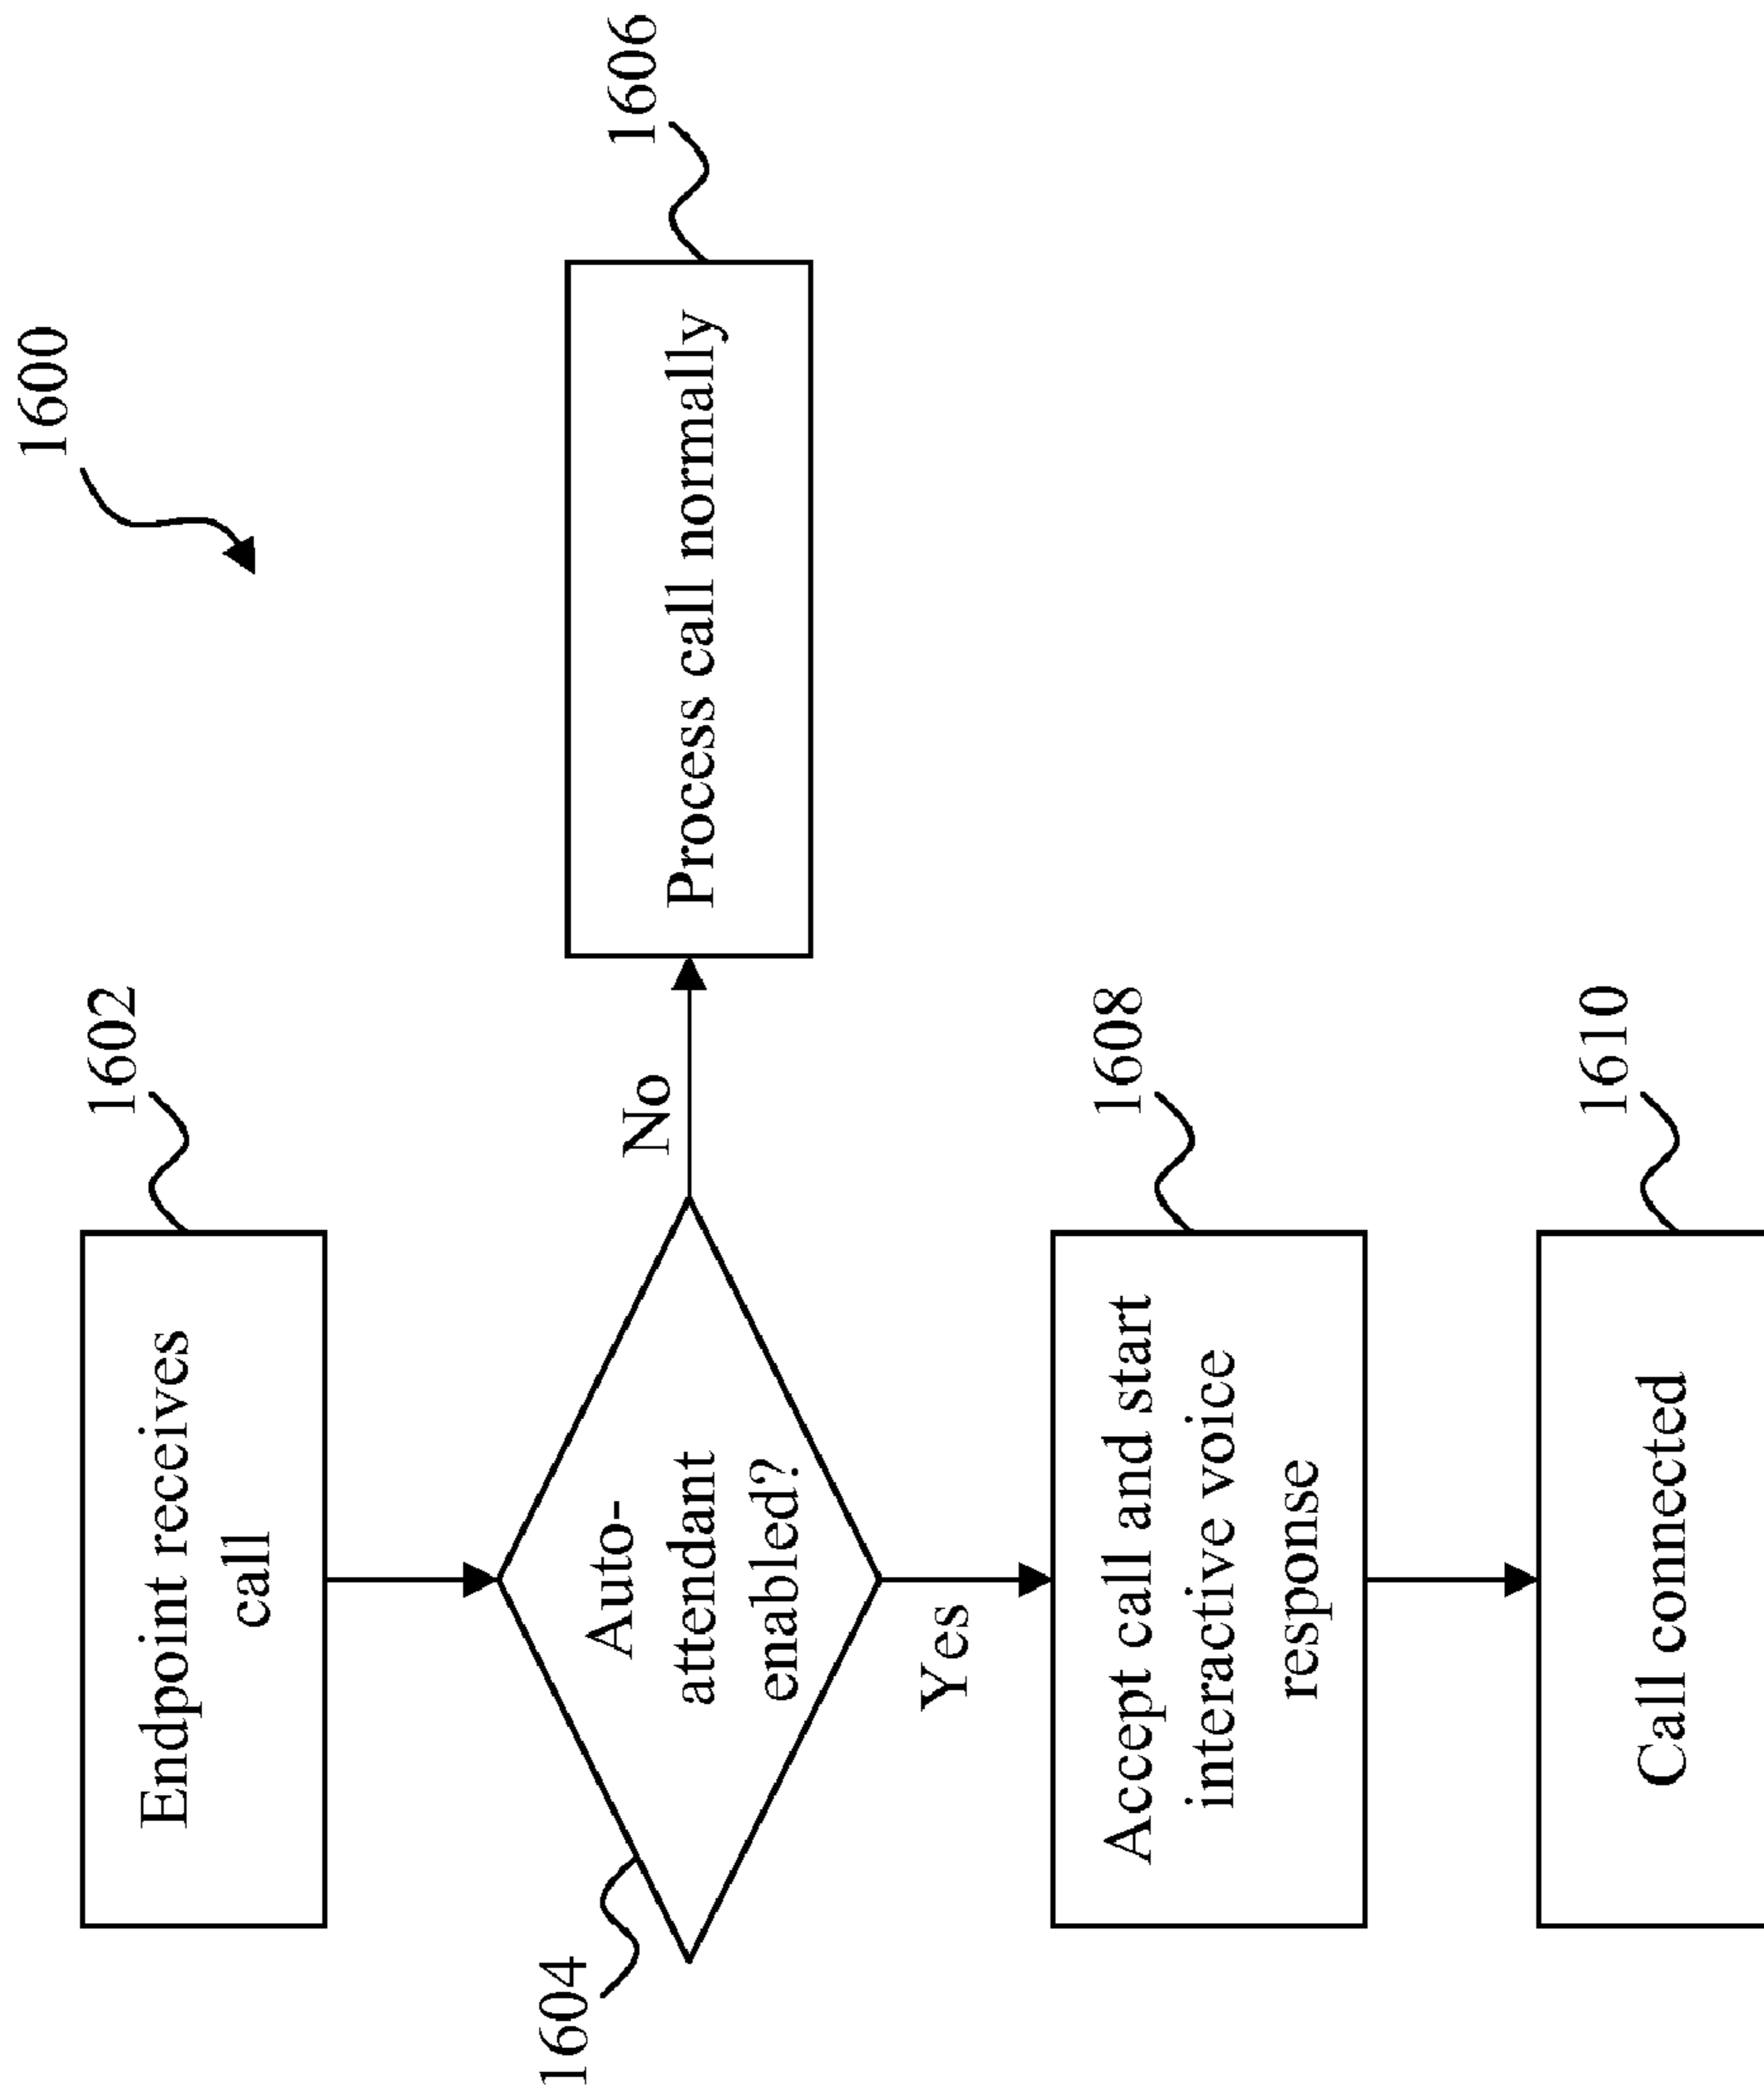 1600
1602
Endpoint receives
call
1604
Auto-
attendant
enabled?
No
1606
Process call normally
Yes
1608
Accept call and start
interactive voice
response
1610
Call connected